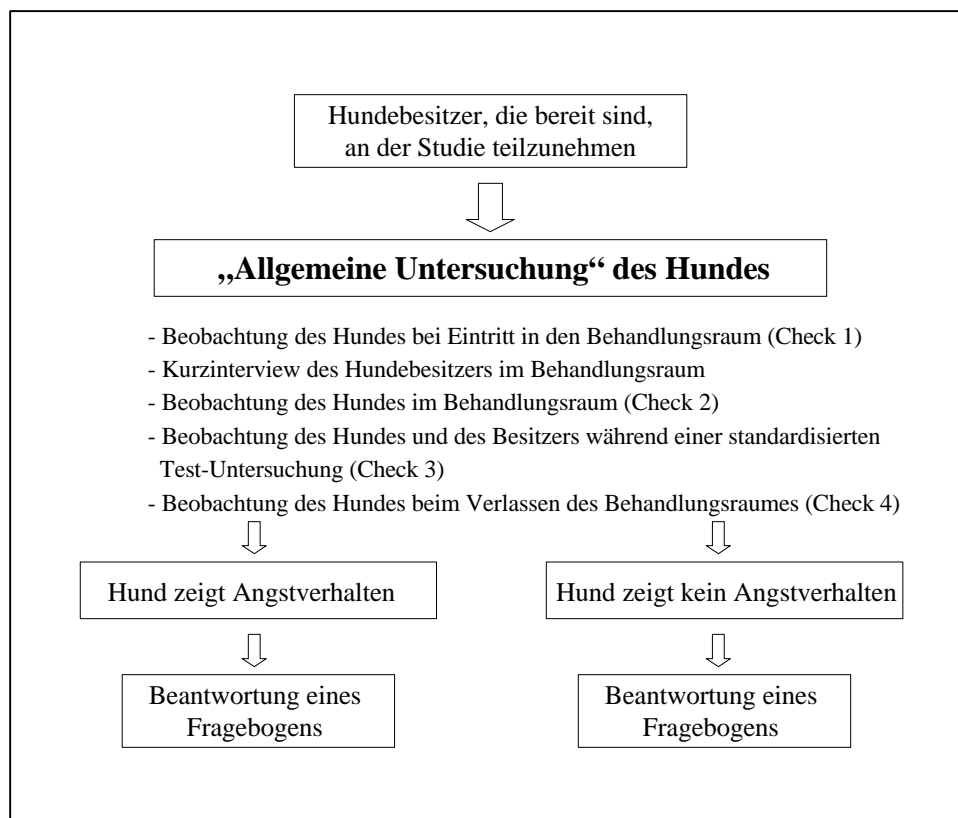 Hundebesitzer, die bereit sind,
an der Studie teilzunehmen
„Allgemeine Untersuchung“ des Hundes
- Beobachtung des Hundes bei Eintritt in den Behandlungsraum (Check 1)
- Kurzinterview des Hundebesitzers im Behandlungsraum
- Beobachtung des Hundes im Behandlungsraum (Check 2)
- Beobachtung des Hundes und des Besitzers während einer standardisierten
Test-Untersuchung (Check 3)
- Beobachtung des Hundes beim Verlassen des Behandlungsraumes (Check 4)
Hund zeigt Angstverhalten
Hund zeigt kein Angstverhalten
Beantwortung eines
Fragebogens
Beantwortung eines
Fragebogens